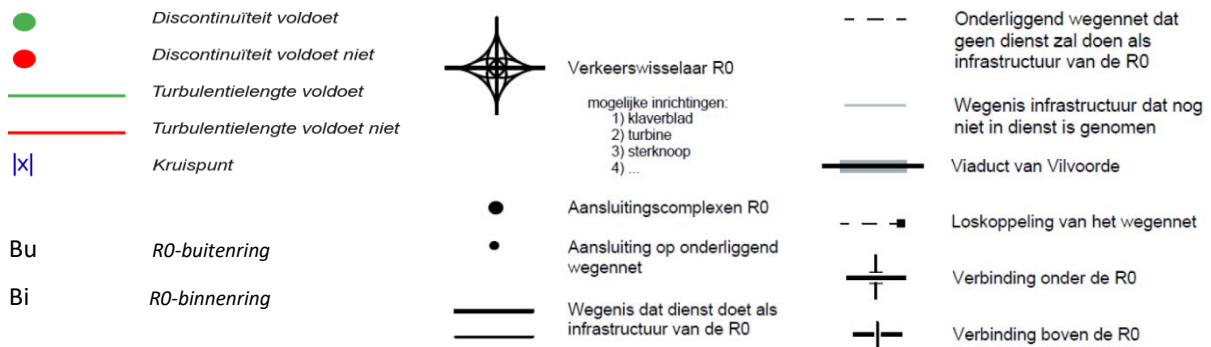 Discontinuïteit voldoet
Discontinuïteit voldoet niet
Turbulentielengte voldoet
Turbulentielengte voldoet niet
|x| Kruispunt
Bu R0-buitenring
Bi R0-binnenring
Verkeerswisselaar R0
mogelijke inrichtingen:
1) klaverblad
2) turbine
3) sterknoop
4) ...
Aansluitingscomplexen R0
Aansluiting op onderliggend
wegennet
Wegenis dat dienst doet als
infrastructuur van de R0
Onderliggend wegennet dat
geen dienst zal doen als
infrastructuur van de R0
Wegenis infrastructuur dat nog
niet in dienst is genomen
Viaduct van Vilvoorde
Loskoppeling van het wegennet
Verbinding onder de R0
Verbinding boven de R0